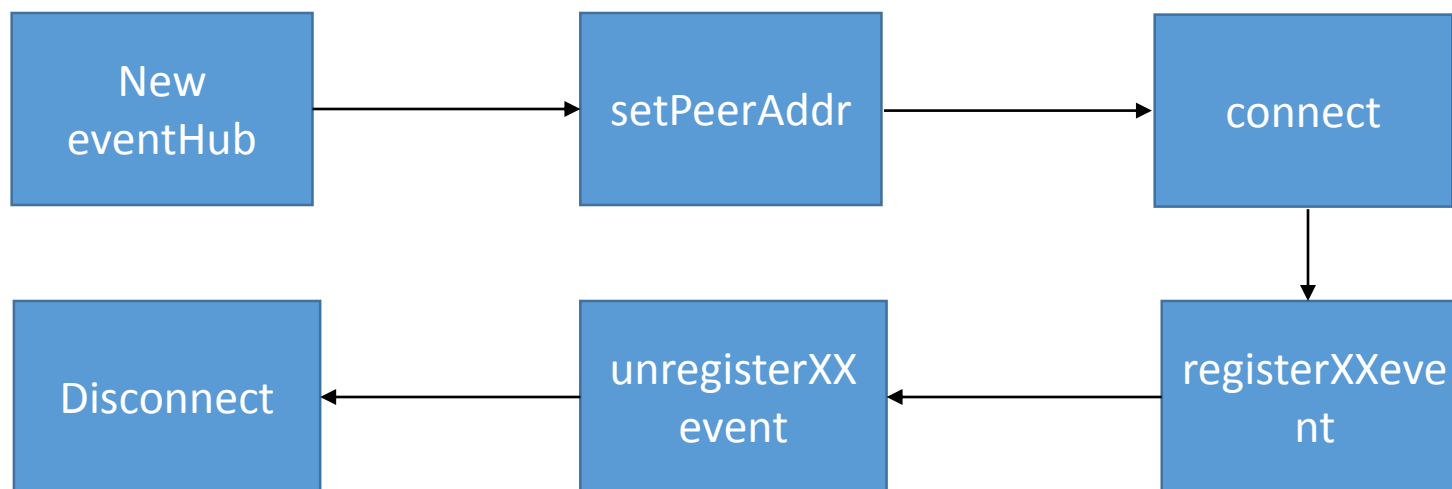 New
eventHub
setPeerAddr
connect
registerXXeve
nt
unregisterXX
event
Disconnect